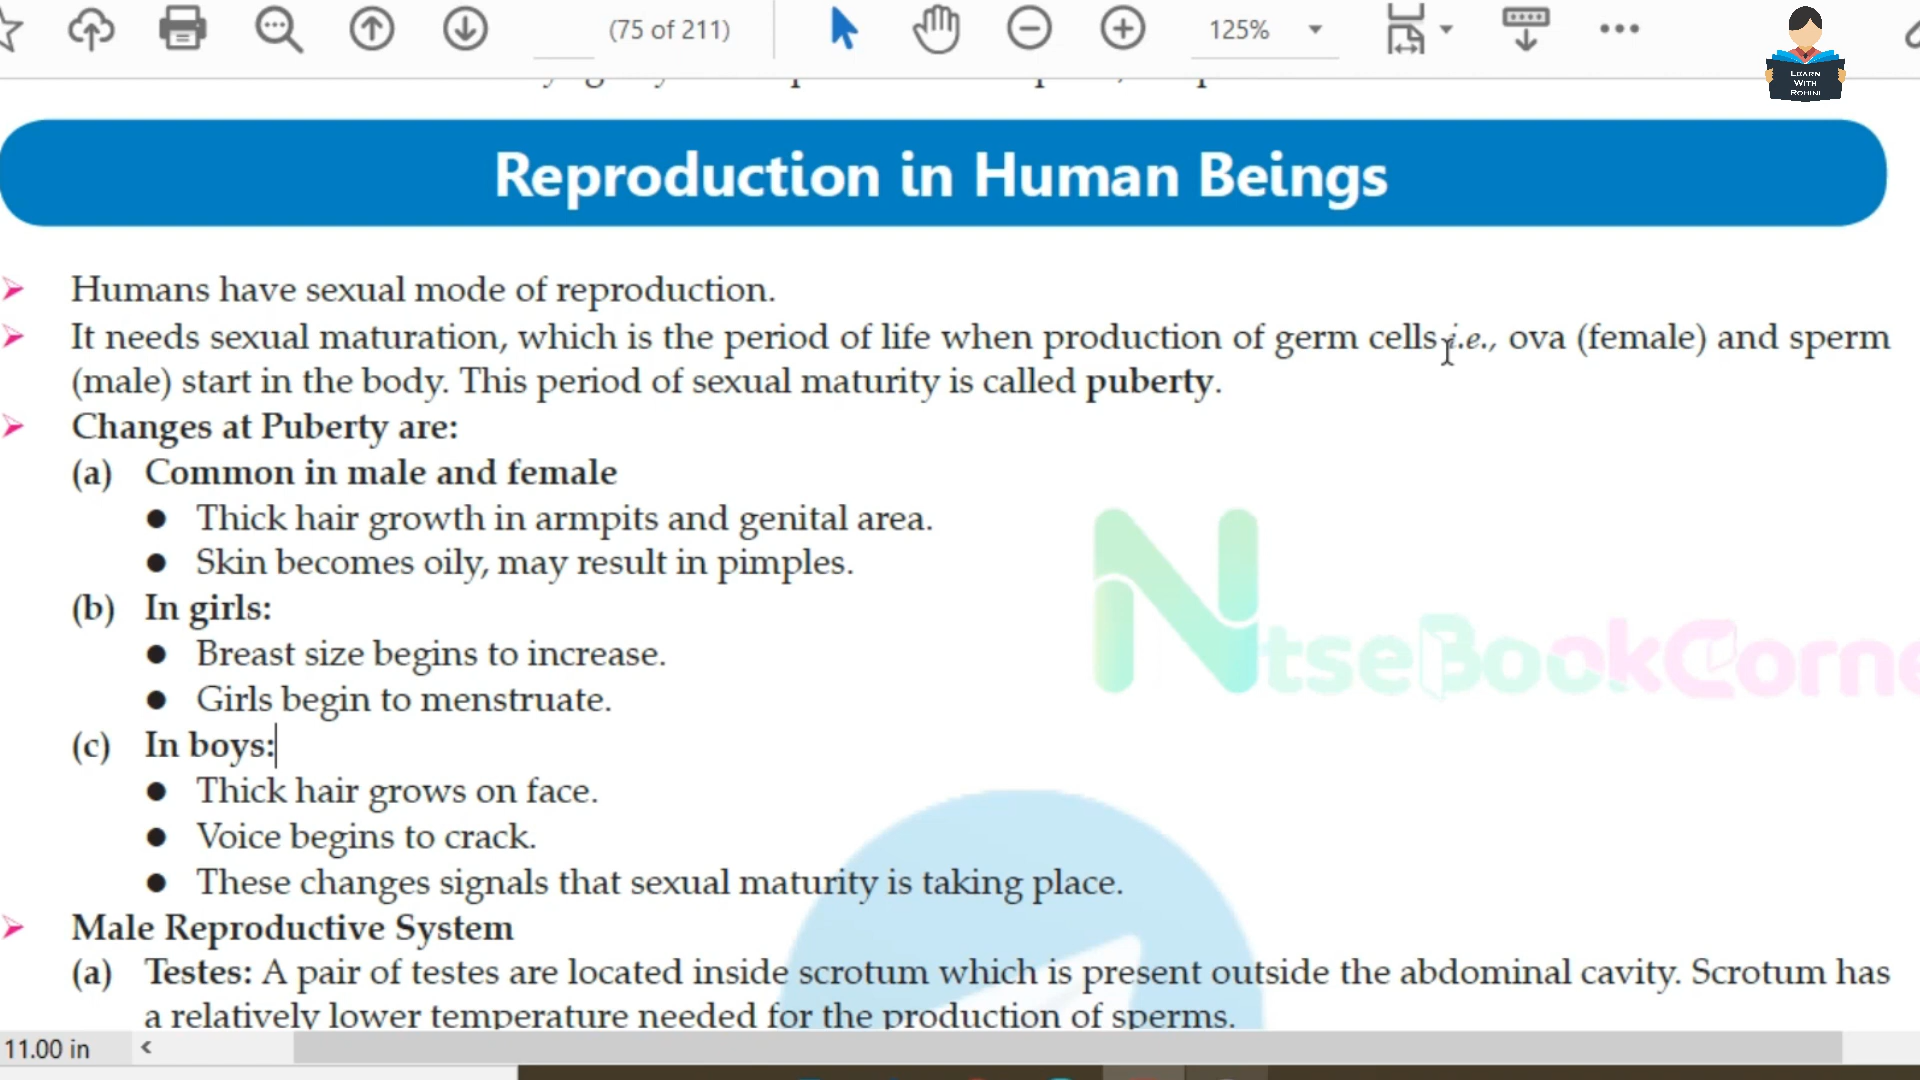 (75 of 211)
125%
LEARN
WITH
ROHINI
Reproduction in Human Beings
Humans have sexual mode of reproduction.
It needs sexual maturation, which is the period of life when production of germ cells i.e., ova (female) and sperm
(male) start in the body. This period of sexual maturity is called puberty.
Changes at Puberty are:
(a) Common in male and female
● Thick hair growth in armpits and genital area.
● Skin becomes oily, may result in pimples.
(b) In girls:
● Breast size begins to increase.
● Girls begin to menstruate.
NtseBookCorne
(c) In boys:
● Thick hair grows on face.
● Voice begins to crack.
● These changes signals that sexual maturity is taking place.
Male Reproductive System
(a) Testes: A pair of testes are located inside scrotum which is present outside the abdominal cavity. Scrotum has
a relatively lower temperature needed for the production of sperms.
11.00 in